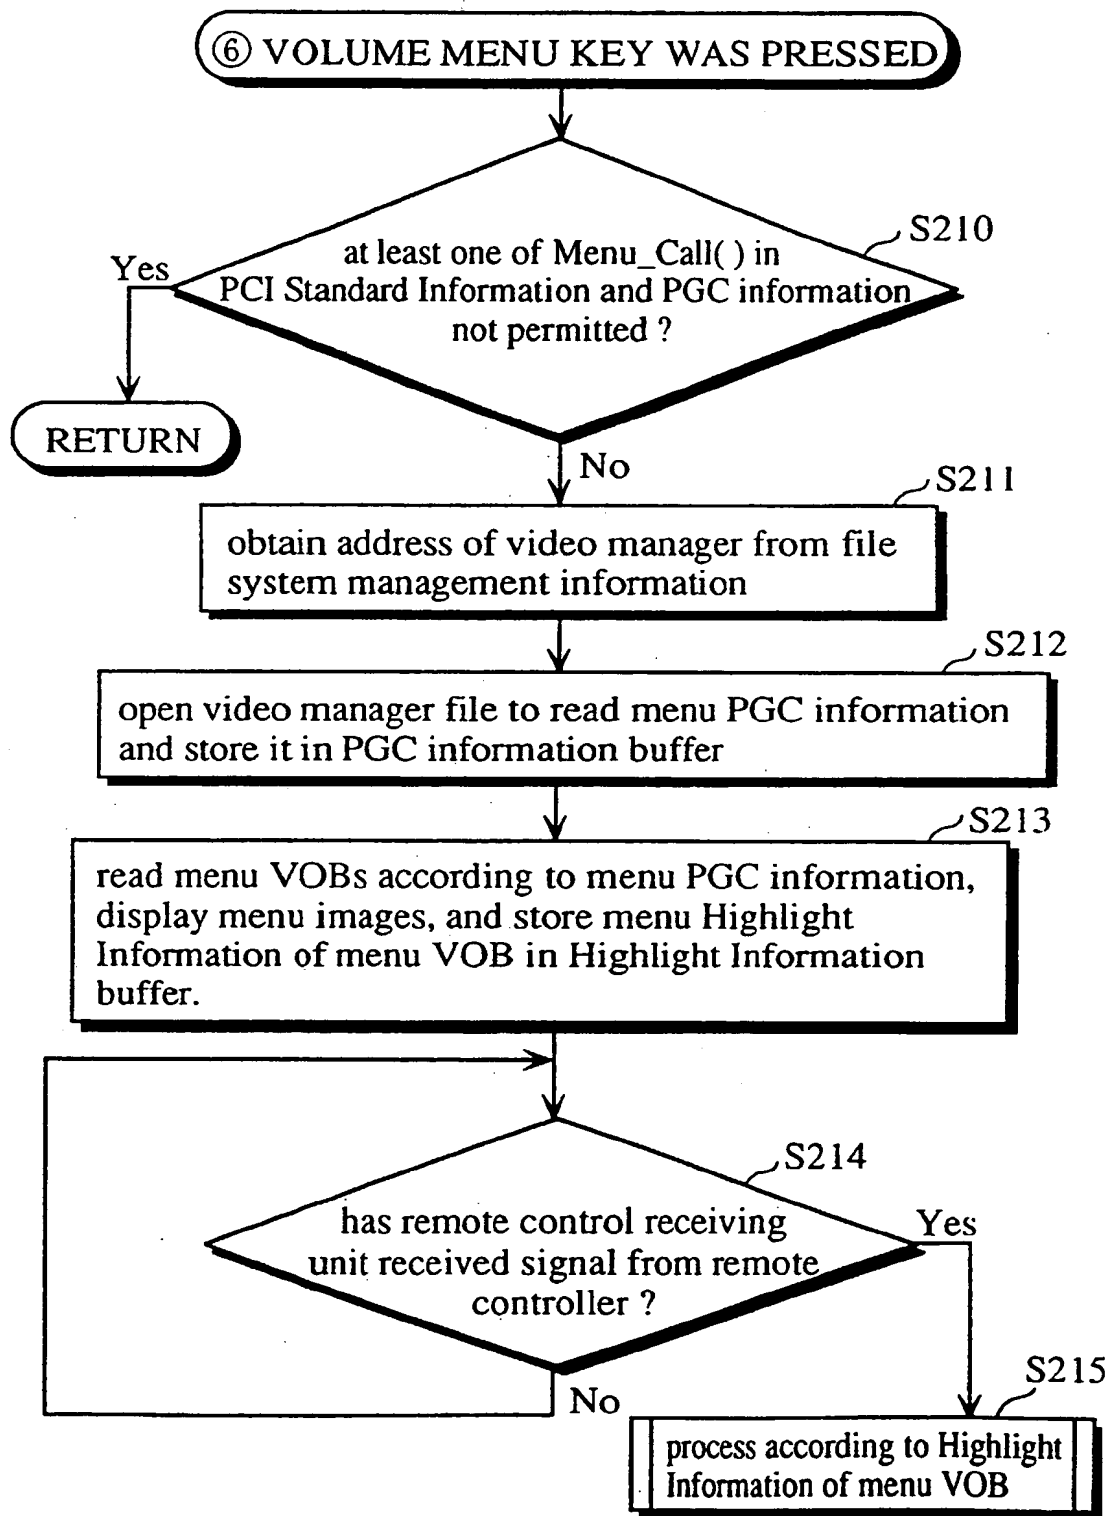 ⑥ VOLUME MENU KEY WAS PRESSED
S210
at least one of Menu_Call( ) in
PCI Standard Information and PGC information
not permitted ?
Yes
RETURN
No
S211
obtain address of video manager from file
system management information
S212
open video manager file to read menu PGC information
and store it in PGC information buffer
S213
read menu VOBs according to menu PGC information,
display menu images, and store menu Highlight
Information of menu VOB in Highlight Information
buffer.
S214
has remote control receiving
unit received signal from remote
controller ?
Yes
No
S215
process according to Highlight
Information of menu VOB